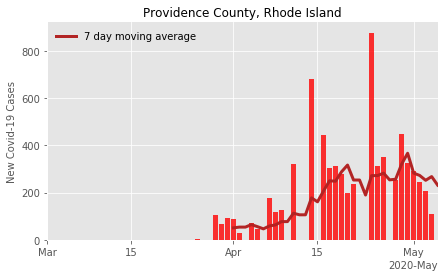 Providence County, Rhode Island
7 day moving average
New Covid-19 Cases
800
600
400
200
0
Mar
15
Apr
15
May
2020-May